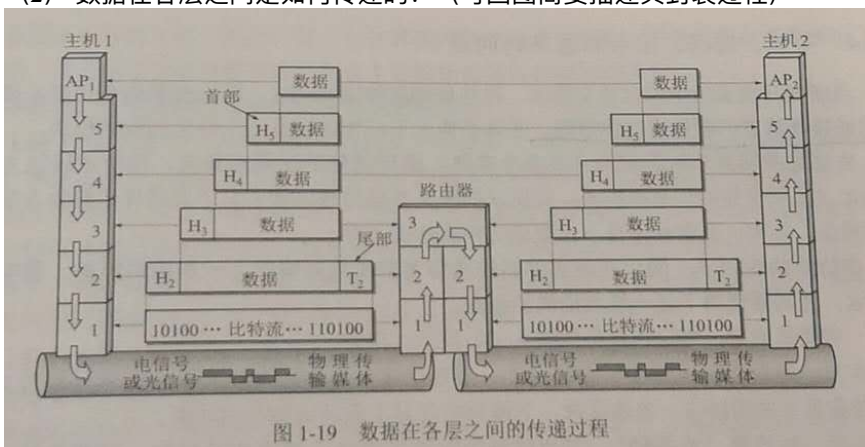 (2) 数据在各层之间是如何传递的? (可画图简要描述其封装过程)
主机1
主机2
AP1
数据
数据
AP2
首部
5
H5 数据
H5 数据
5
4
H4 数据
H4 数据
4
路由器
3
H3 数据
3
H3 数据
3
尾部
2
H2 数据 T2
2
2
H2 数据 T2
2
1
10100… 比特流…110100
1
1
10100… 比特流…110100
1
电信号
或光信号
物理传
输媒体
电信号
或光信号
物理传
输媒体
图 1-19 数据在各层之间的传递过程